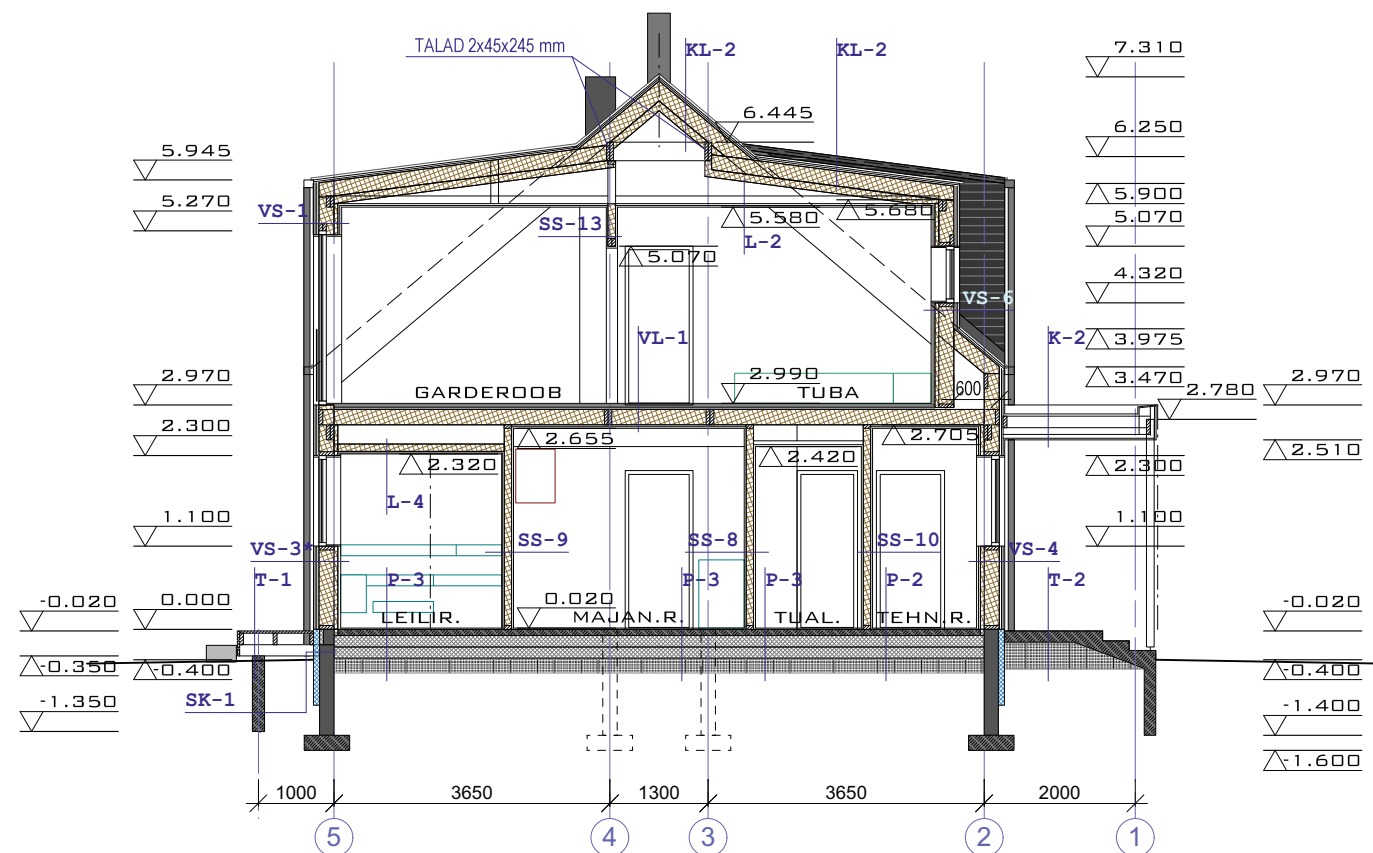 TALAD 2x45x245 mm
KL-2
KL-2
7.310
6.445
6.250
5.945
5.900
5.270
VS-1
SS-13
5.580
5.680
5.070
L-2
5.070
4.320
VS-6
VL-1
K-2
3.975
3.470
2.970
GARDEROOB
2.990
TUBA
600
2.780
2.970
2.300
2.655
2.705
2.510
2.320
2.420
2.300
L-4
1.100
1.100
VS-3*
SS-9
SS-8
SS-10
VS-4
T-1
P-3
P-3
P-3
P-2
T-2
-0.020
0.000
0.020
-0.020
LEILIR.
MAJAN.R.
TUAL.
TEHN.R.
-0.350
-0.400
-0.400
-1.350
SK-1
-1.400
-1.600
1000
3650
1300
3650
2000
5
4
3
2
1